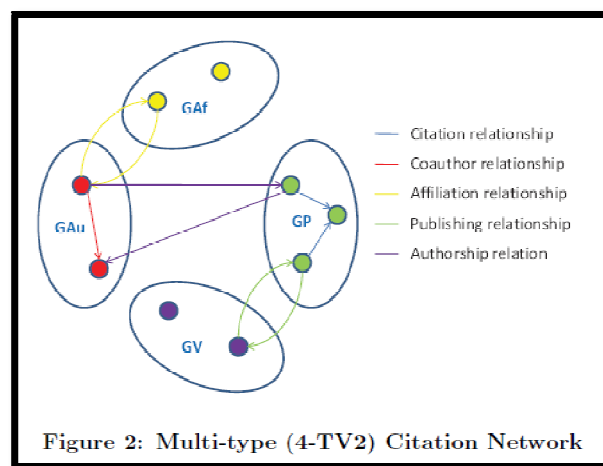 GAf
Citation relationship
Coauthor relationship
Affiliation relationship
GAu
GP
Publishing relationship
Authorship relation
GV
Figure 2: Multi-type (4-TV2) Citation Network